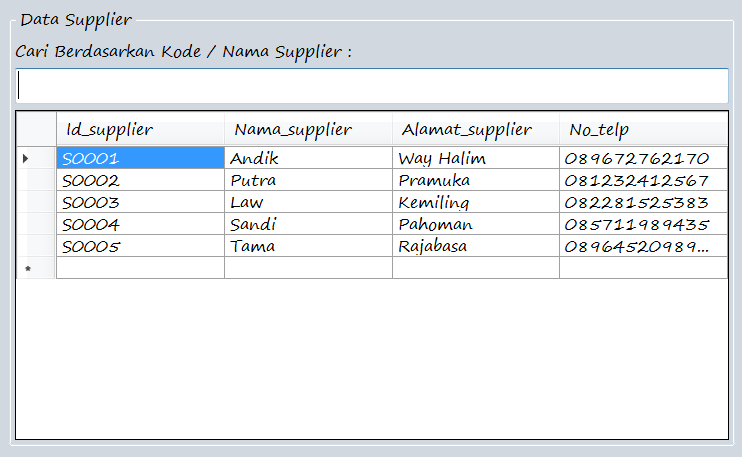 Data Supplier
Cari Berdasarkan Kode / Nama Supplier :
Id_supplier Nama_supplier Alamat_supplier No_telp
S0001 Andik Way Halim 089672762170
S0002 Putra Pramuka 081232412567
S0003 Law Kemiling 082281525383
S0004 Sandi Pahoman 085711989435
S0005 Tama Rajabasa 08964520989...
*